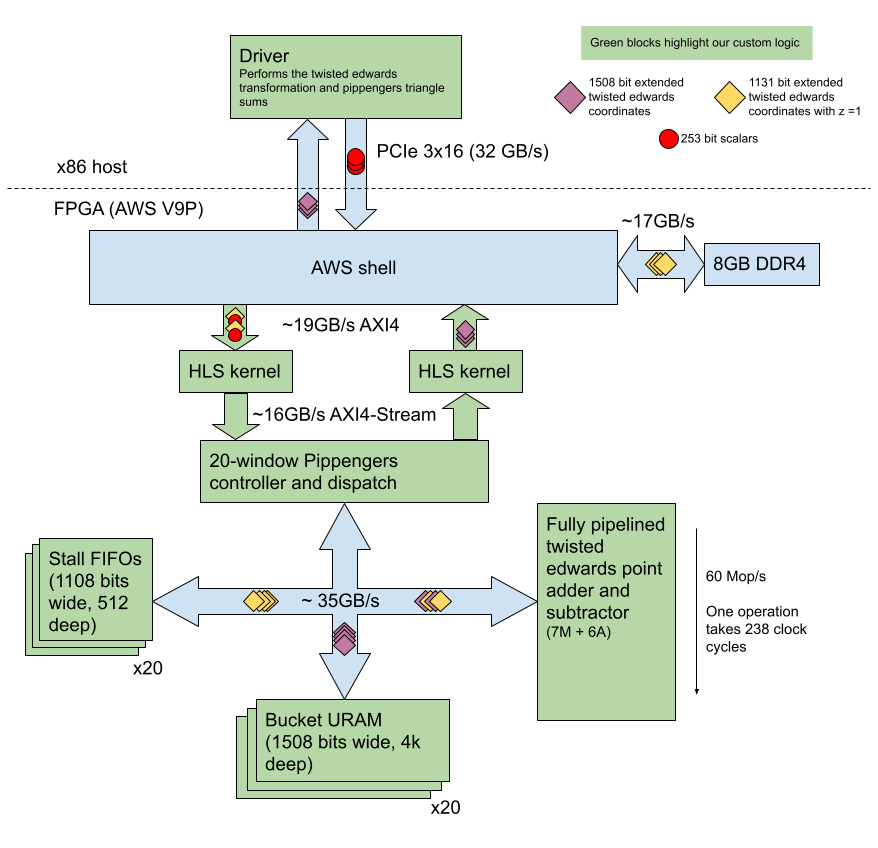 Green blocks highlight our custom logic
Driver
Performs the twisted edwards
transformation and pippengers triangle
sums
1508 bit extended
twisted edwards
coordinates
1131 bit extended
twisted edwards
coordinates with z =1
253 bit scalars
PCIe 3x16 (32 GB/s)
x86 host
FPGA (AWS V9P)
~17GB/s
AWS shell
8GB DDR4
~19GB/s AXI4
HLS kernel
HLS kernel
~16GB/s AXI4-Stream
20-window Pippengers
controller and dispatch
Stall FIFOs
(1108 bits
wide, 512
deep)
x20
~ 35GB/s
Fully pipelined
twisted
edwards point
adder and
subtractor
(7M + 6A)
60 Mop/s
One operation
takes 238 clock
cycles
Bucket URAM
(1508 bits wide, 4k
deep)
x20